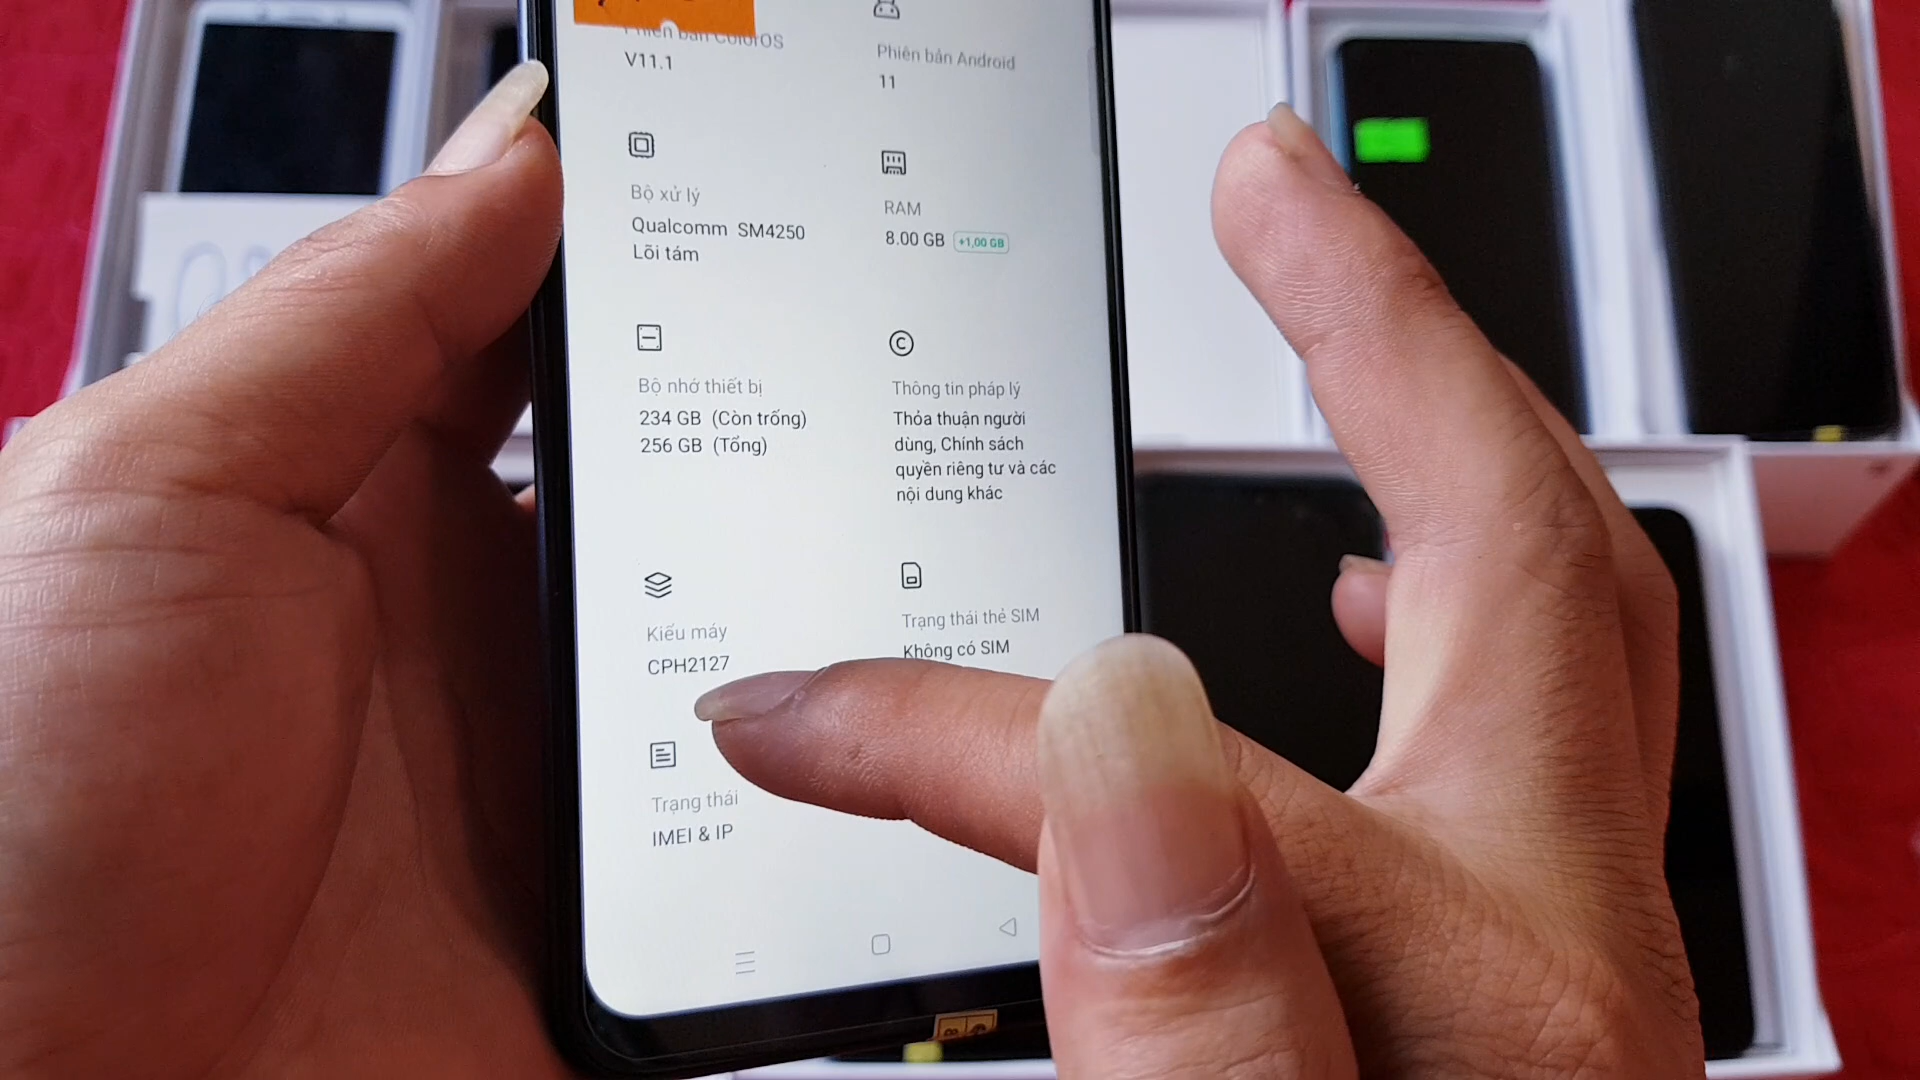 Phiên bản ColorOS
V11.1
Phiên bản Android
11
Bộ xử lý
Qualcomm SM4250
Lõi tám
RAM
8.00 GB +1,00 GB
Bộ nhớ thiết bị
234 GB (Còn trống)
256 GB (Tổng)
Thông tin pháp lý
Thỏa thuận người
dùng, Chính sách
quyền riêng tư và các
nội dung khác
Kiểu máy
CPH2127
Trạng thái thẻ SIM
Không có SIM
Trạng thái
IMEI & IP